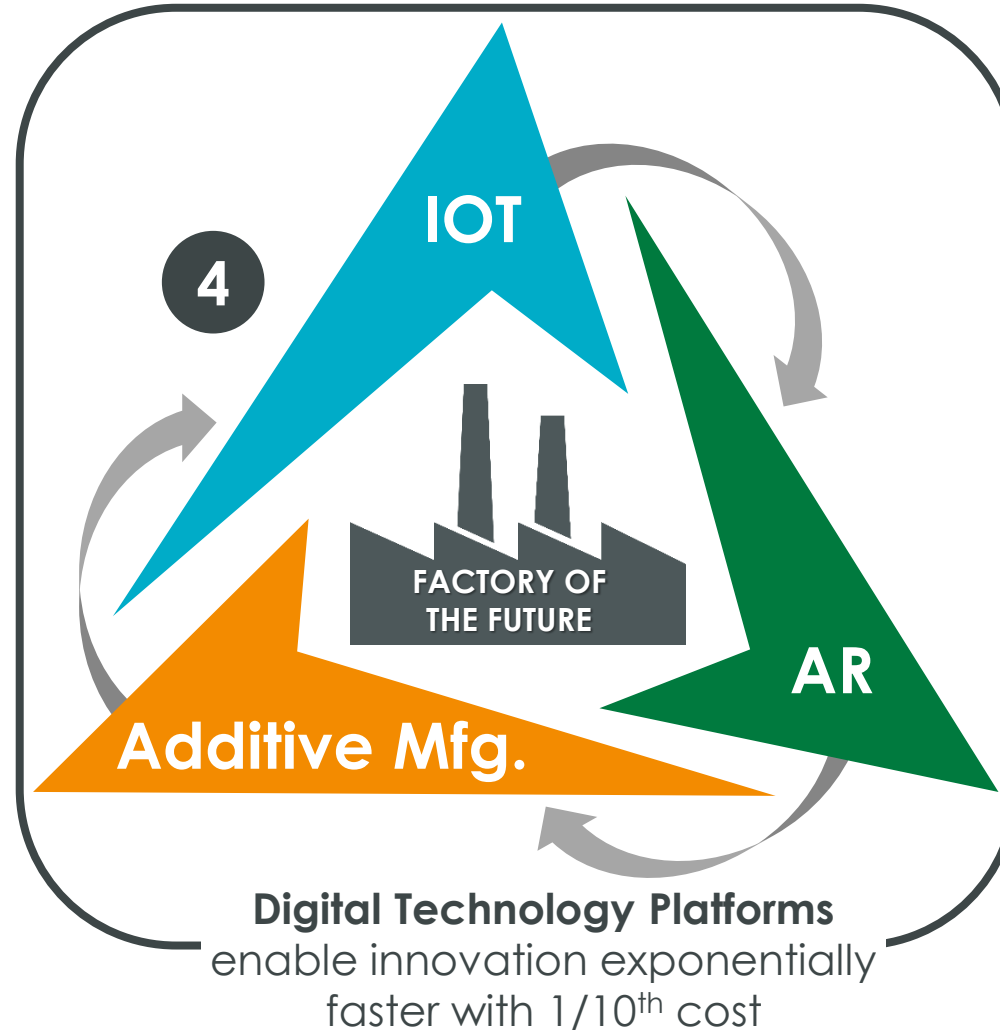 IOT
4
FACTORY OF
THE FUTURE
AR
Additive Mfg.
Digital Technology Platforms
enable innovation exponentially
faster with 1/10th cost